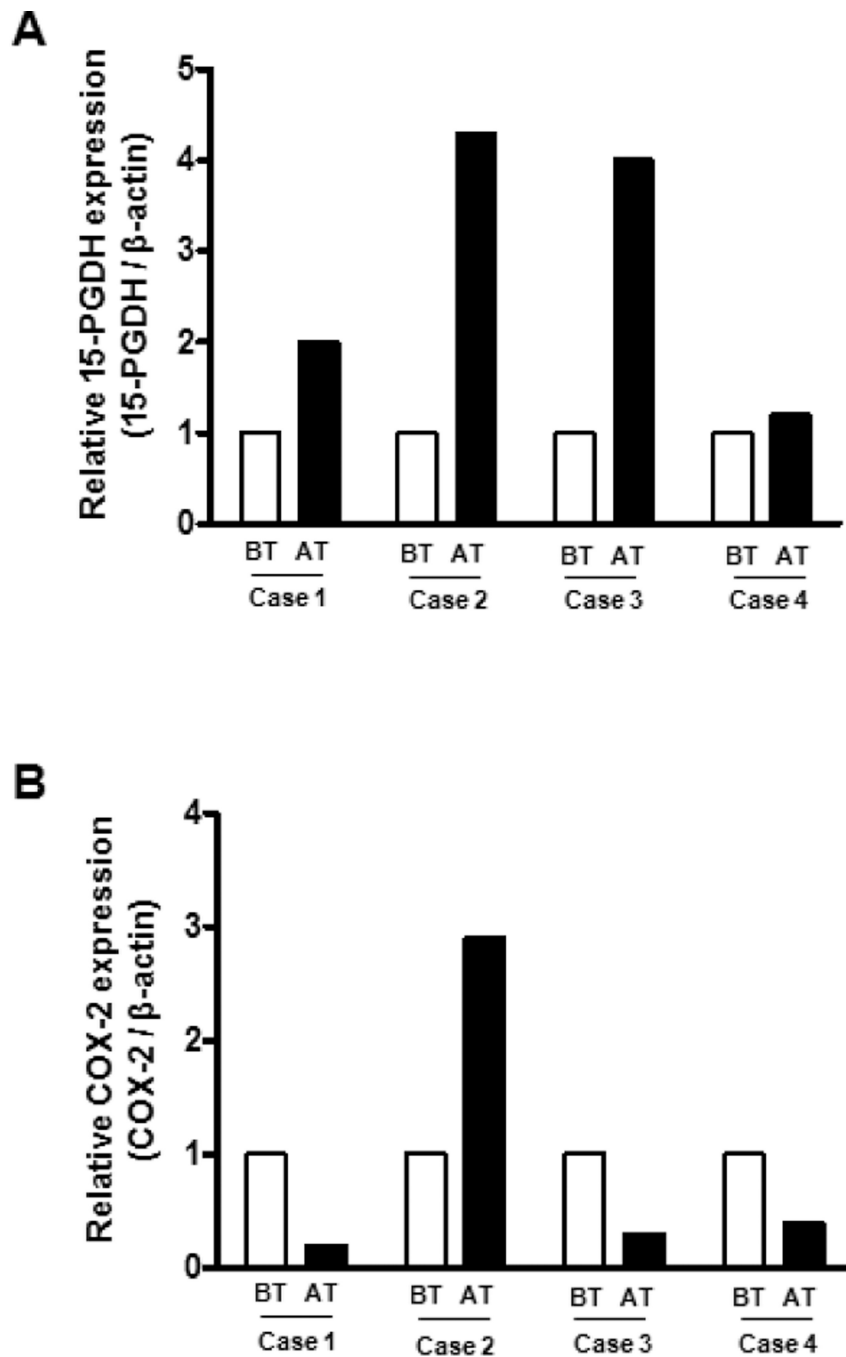 A
Relative 15-PGDH expression
(15-PGDH / β-actin)
5
4
3
2
1
0
BT AT BT AT BT AT BT AT
Case 1 Case 2 Case 3 Case 4
B
Relative COX-2 expression
(COX-2 / β-actin)
4
3
2
1
0
BT AT BT AT BT AT BT AT
Case 1 Case 2 Case 3 Case 4